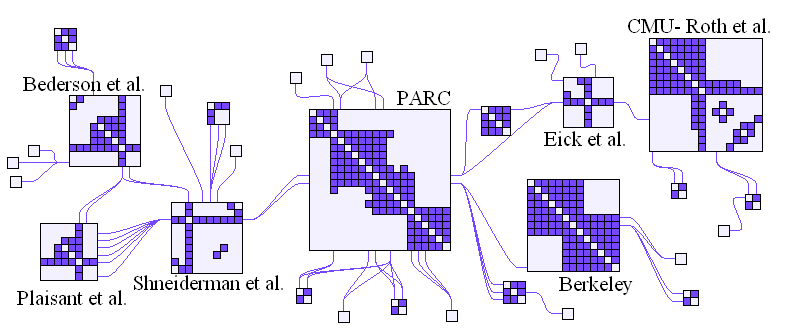 CMU- Roth et al.
Bederson et al.
PARC
Eick et al.
Plaisant et al.
Shneiderman et al.
Berkeley